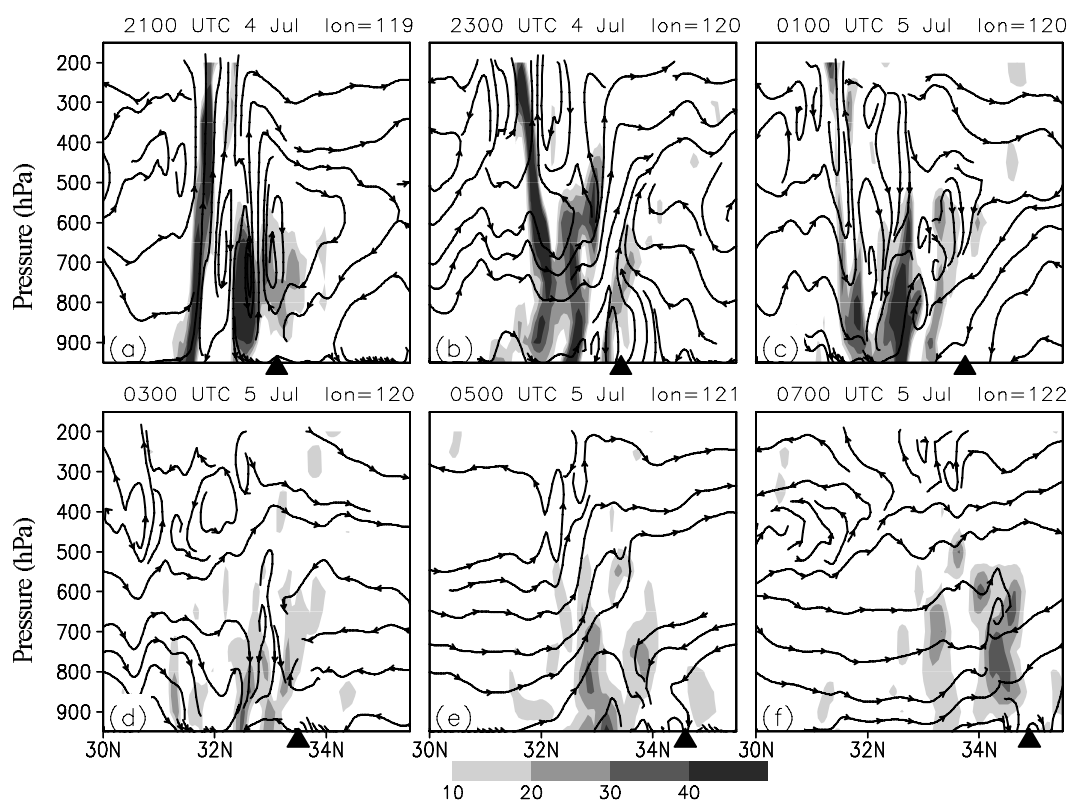 2100 UTC 4 Jul lon=119 2300 UTC 4 Jul lon=120 0100 UTC 5 Jul lon=120
Pressure (hPa)
200
300
400
500
600
700
800
900
(a) (b) (c)
0300 UTC 5 Jul lon=120 0500 UTC 5 Jul lon=121 0700 UTC 5 Jul lon=122
Pressure (hPa)
200
300
400
500
600
700
800
900
(d) (e) (f)
30N 32N 34N 30N 32N 34N 30N 32N 34N
10 20 30 40